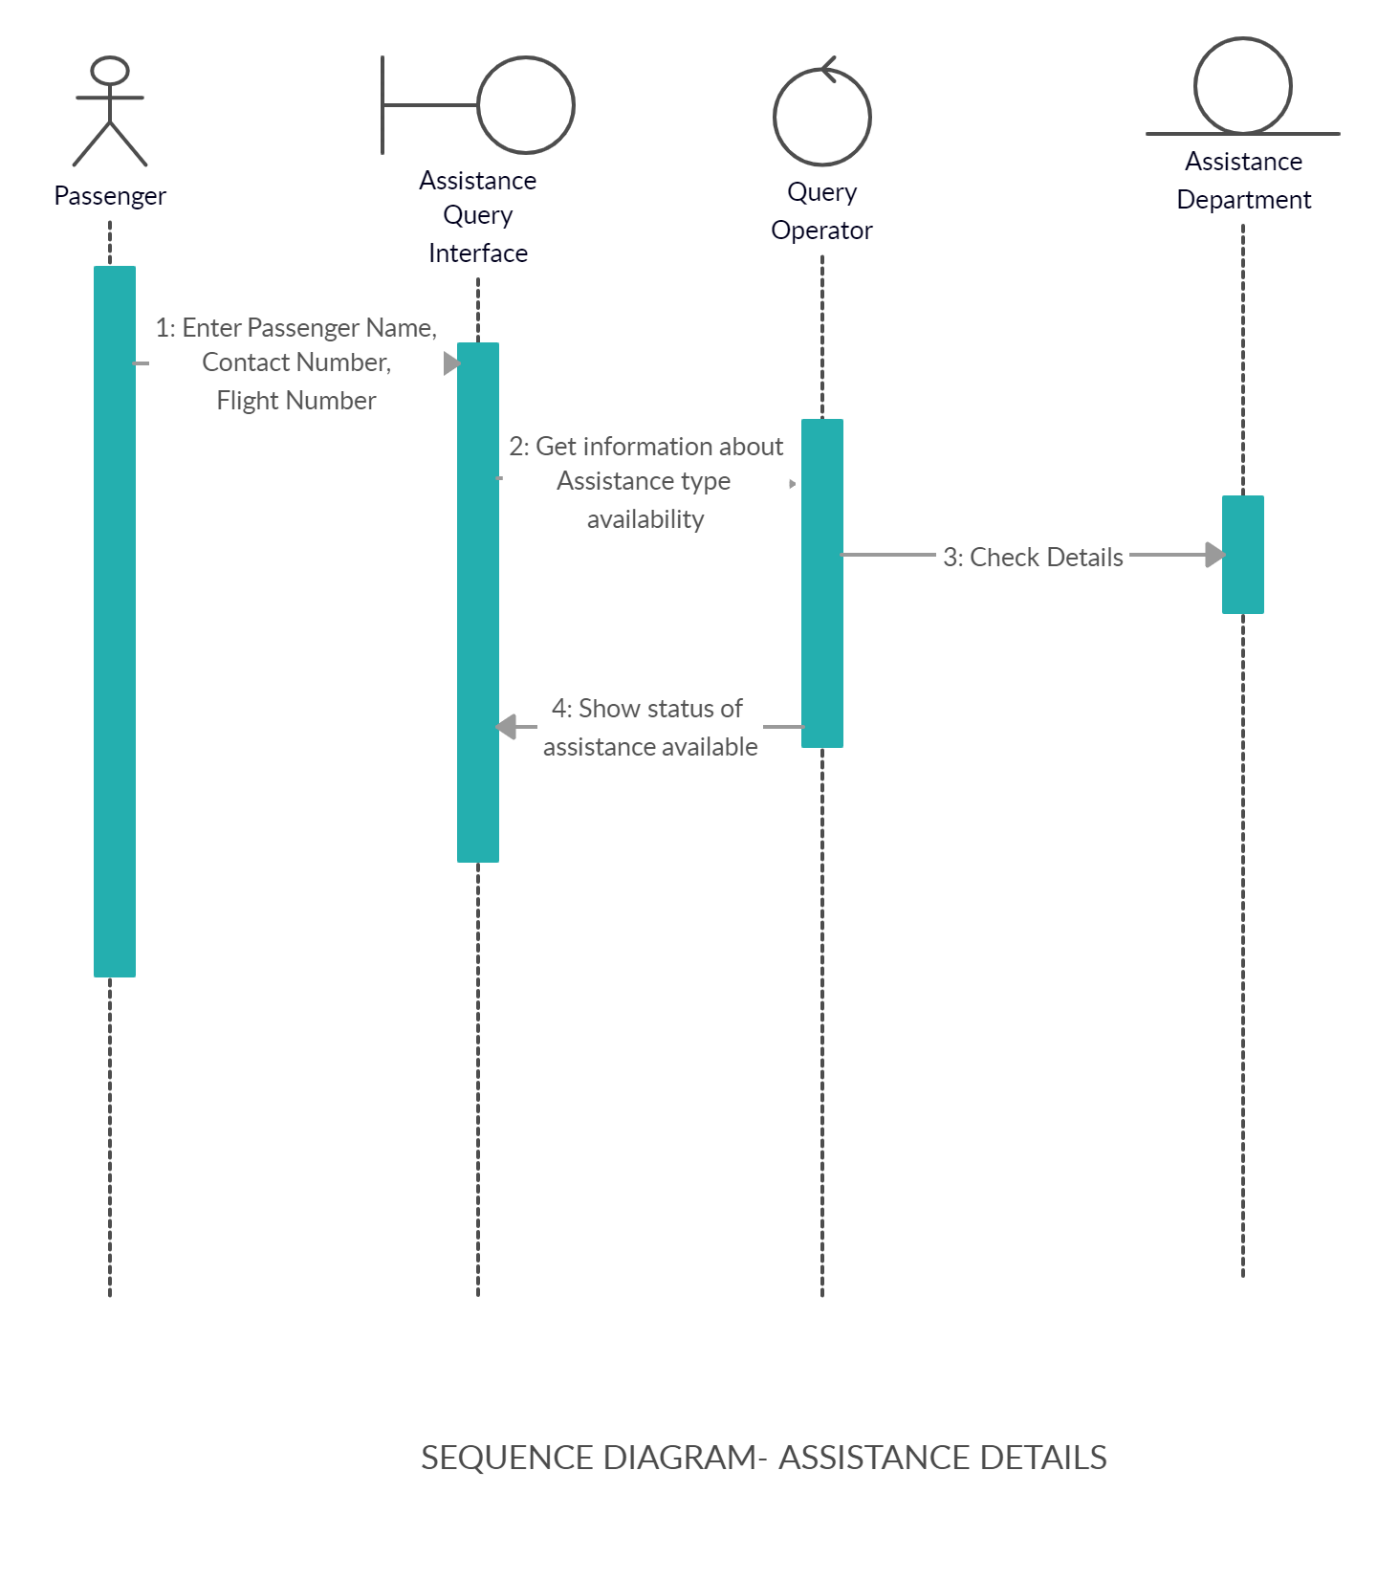 Passenger
Assistance
Query
Interface
Query
Operator
Assistance
Department
1: Enter Passenger Name,
Contact Number,
Flight Number
2: Get information about
Assistance type
availability
3: Check Details
4: Show status of
assistance available
SEQUENCE DIAGRAM- ASSISTANCE DETAILS